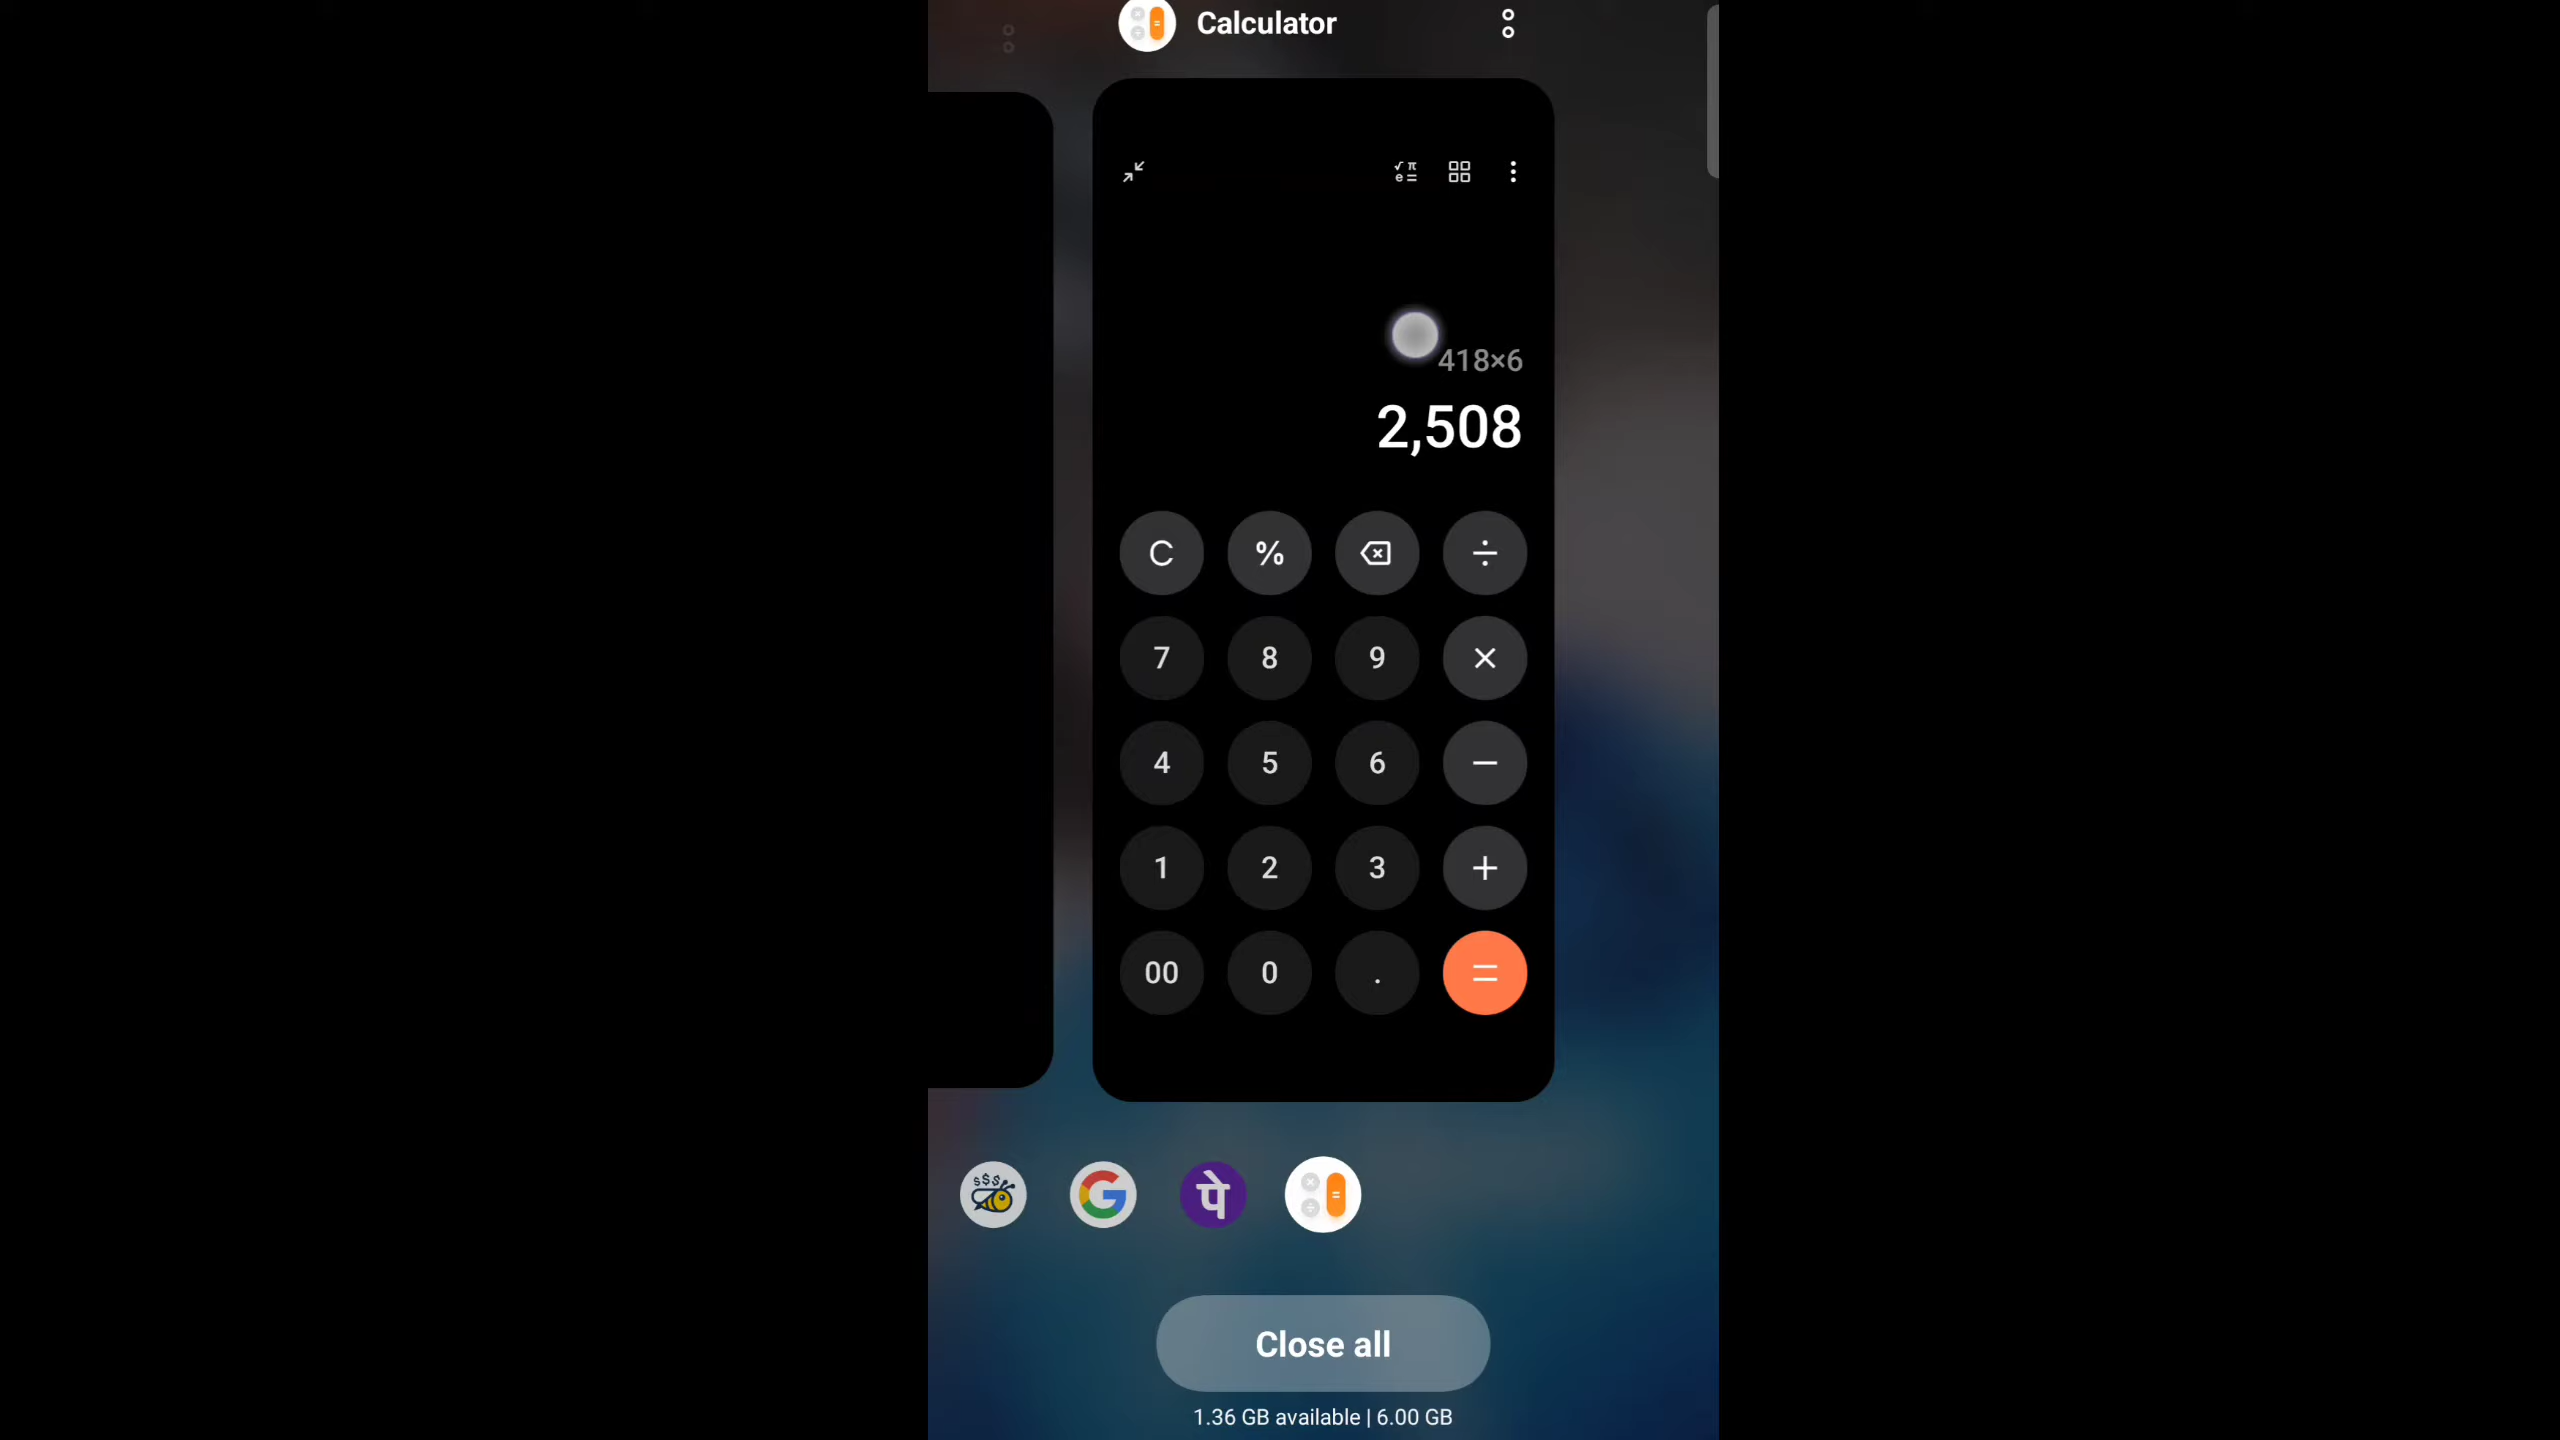 Calculator
√ π
e =
418×6
2,508
C % ÷
7 8 9 ×
4 5 6 −
1 2 3 +
00 0 . =
$$$ G पे
Close all
1.36 GB available | 6.00 GB